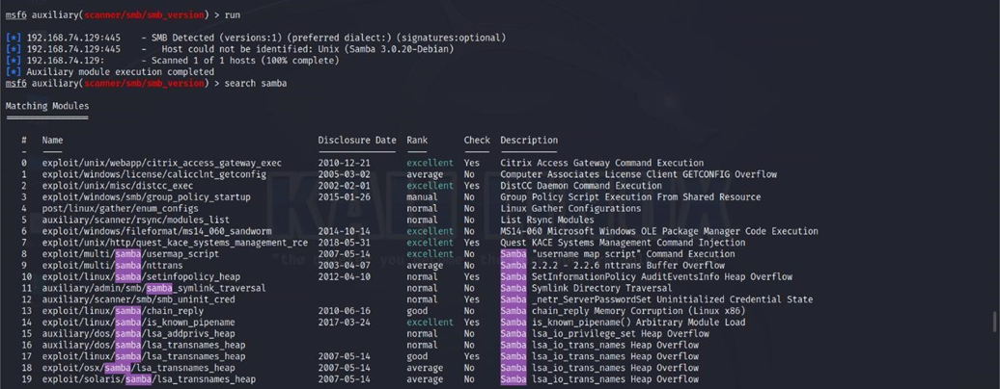 msf6 auxiliary(scanner/smb/smb_version) > run
[*] 192.168.74.129:445 - SMB Detected (versions:1) (preferred dialect:) (signatures:optional)
[*] 192.168.74.129:445 - Host could not be identified: Unix (Samba 3.0.20-Debian)
[*] 192.168.74.129: - Scanned 1 of 1 hosts (100% complete)
[*] Auxiliary module execution completed
msf6 auxiliary(scanner/smb/smb_version) > search samba
Matching Modules
================
# Name Disclosure Date Rank Check Description
- ---- --------------- ---- ----- -----------
0 exploit/unix/webapp/citrix_access_gateway_exec 2010-12-21 excellent Yes Citrix Access Gateway Command Execution
1 exploit/windows/license/calicclnt_getconfig 2005-03-02 average No Computer Associates License Client GETCONFIG Overflow
2 exploit/unix/misc/distcc_exec 2002-02-01 excellent Yes DistCC Daemon Command Execution
3 exploit/windows/smb/group_policy_startup 2015-01-26 manual No Group Policy Script Execution From Shared Resource
4 post/linux/gather/enum_configs normal No Linux Gather Configurations
5 auxiliary/scanner/rsync/modules_list normal No List Rsync Modules
6 exploit/windows/fileformat/ms14_060_sandworm 2014-10-14 excellent No MS14-060 Microsoft Windows OLE Package Manager Code Execution
7 exploit/unix/http/quest_kace_systems_management_rce 2018-05-31 excellent Yes Quest KACE Systems Management Command Injection
8 exploit/multi/samba/usermap_script 2007-05-14 excellent No Samba "username map script" Command Execution
9 exploit/multi/samba/nttrans 2003-04-07 average No Samba 2.2.2 - 2.2.6 nttrans Buffer Overflow
10 exploit/linux/samba/setinfopolicy_heap 2012-04-10 normal Yes Samba SetInformationPolicy AuditEventsInfo Heap Overflow
11 auxiliary/admin/smb/samba_symlink_traversal normal No Samba Symlink Directory Traversal
12 auxiliary/scanner/smb/smb_uninit_cred normal Yes Samba _netr_ServerPasswordSet Uninitialized Credential State
13 exploit/linux/samba/chain_reply 2010-06-16 good No Samba chain_reply Memory Corruption (Linux x86)
14 exploit/linux/samba/is_known_pipename 2017-03-24 excellent Yes Samba is_known_pipename() Arbitrary Module Load
15 auxiliary/dos/samba/lsa_addprivs_heap normal No Samba lsa_io_privilege_set Heap Overflow
16 auxiliary/dos/samba/lsa_transnames_heap normal No Samba lsa_io_trans_names Heap Overflow
17 exploit/linux/samba/lsa_transnames_heap 2007-05-14 good Yes Samba lsa_io_trans_names Heap Overflow
18 exploit/osx/samba/lsa_transnames_heap 2007-05-14 average No Samba lsa_io_trans_names Heap Overflow
19 exploit/solaris/samba/lsa_transnames_heap 2007-05-14 average No Samba lsa_io_trans_names Heap Overflow